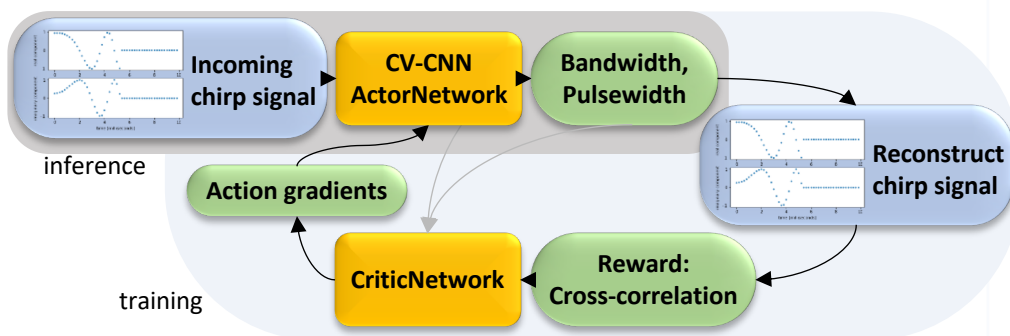 Incoming
chirp signal
CV-CNN
ActorNetwork
Bandwidth,
Pulsewidth
inference
Reconstruct
chirp signal
Action gradients
CriticNetwork
Reward:
Cross-correlation
training